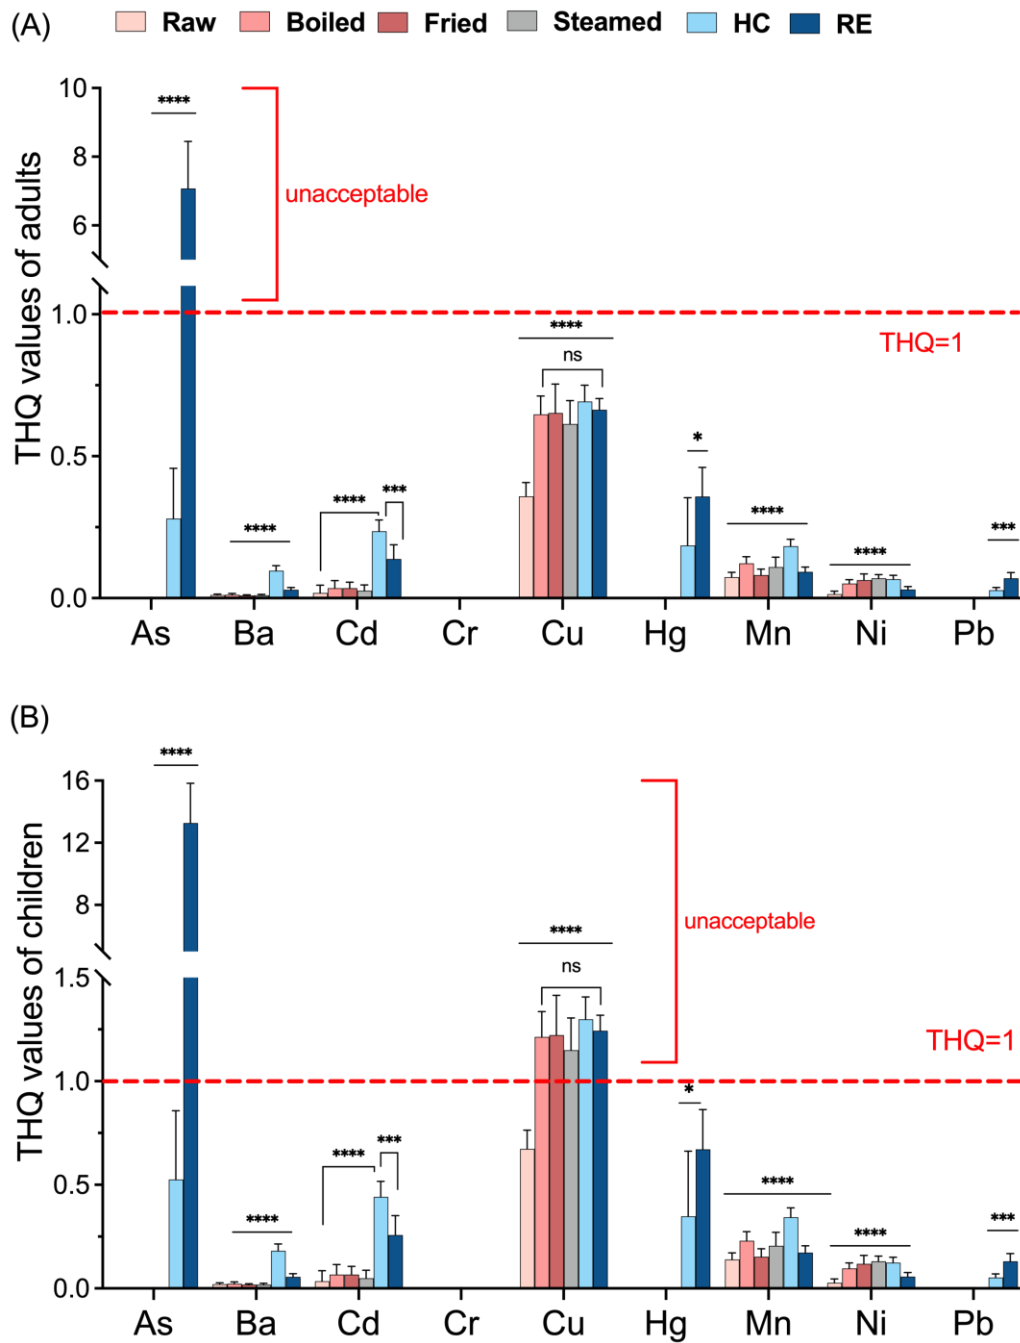 (A) Raw Boiled Fried Steamed HC RE
THQ values of adults
10
8
6
1.0
0.5
0.0
****
unacceptable
THQ=1
****
****
***
****
ns
*
****
****
***
As Ba Cd Cr Cu Hg Mn Ni Pb
(B)
THQ values of children
16
12
8
1.5
1.0
0.5
0.0
****
unacceptable
THQ=1
****
****
***
****
ns
*
****
****
***
As Ba Cd Cr Cu Hg Mn Ni Pb